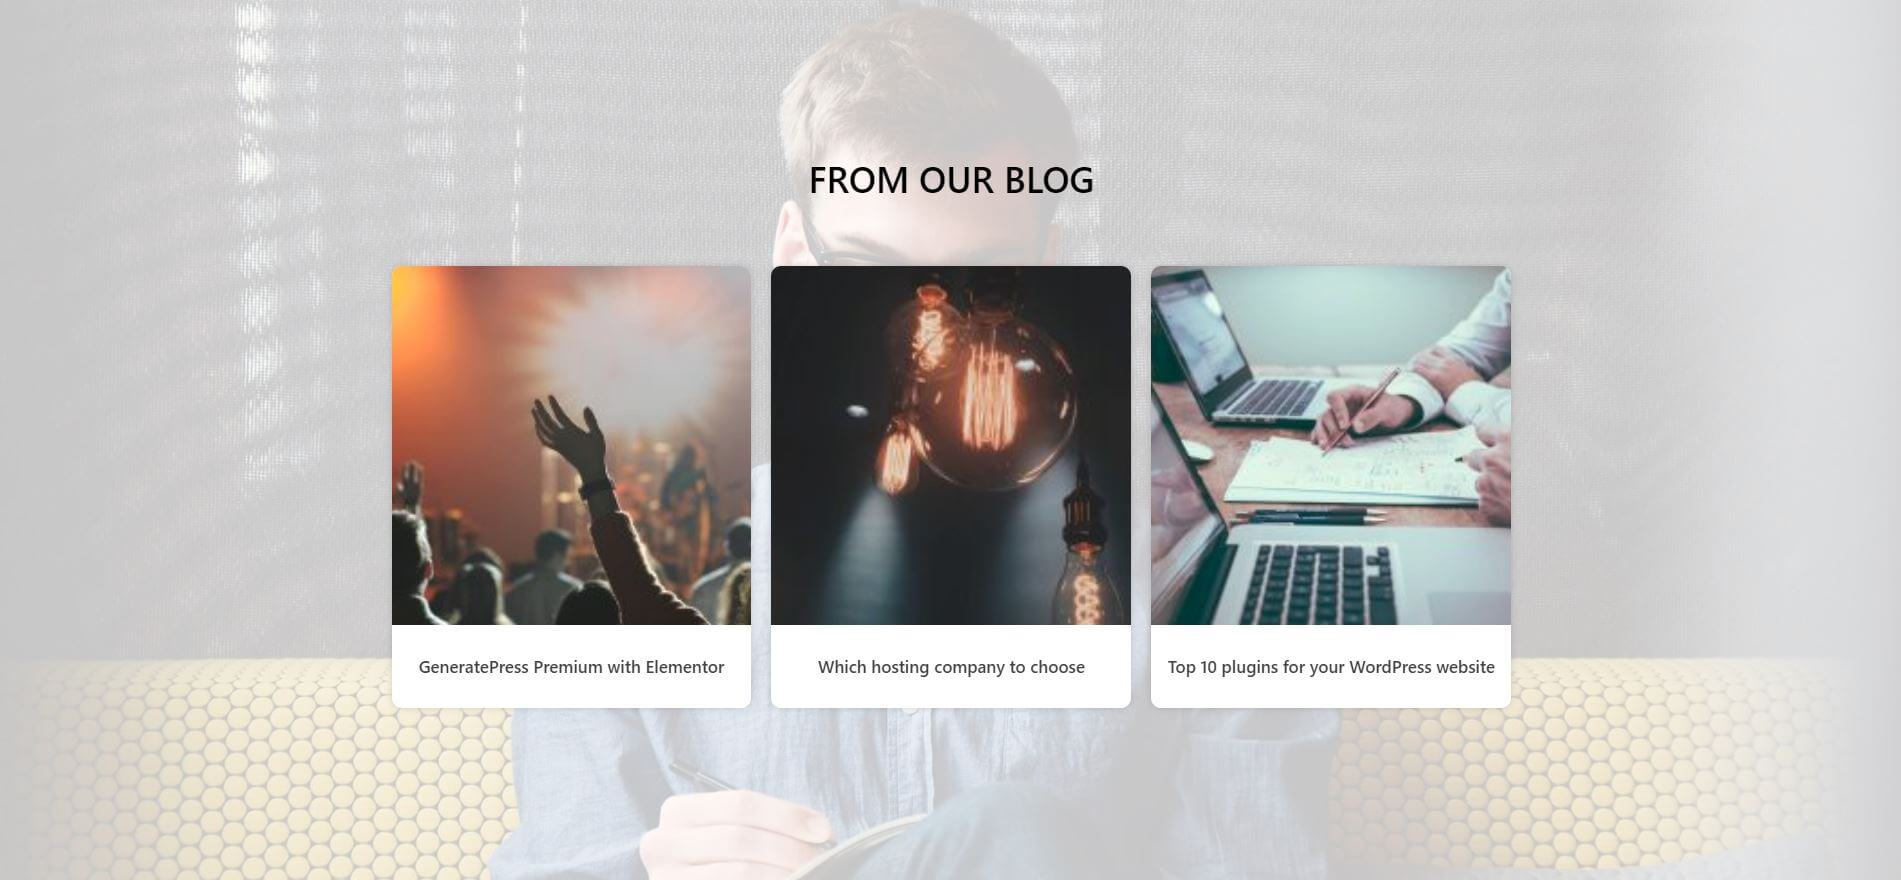 FROM OUR BLOG
GeneratePress Premium with Elementor
Which hosting company to choose
Top 10 plugins for your WordPress website